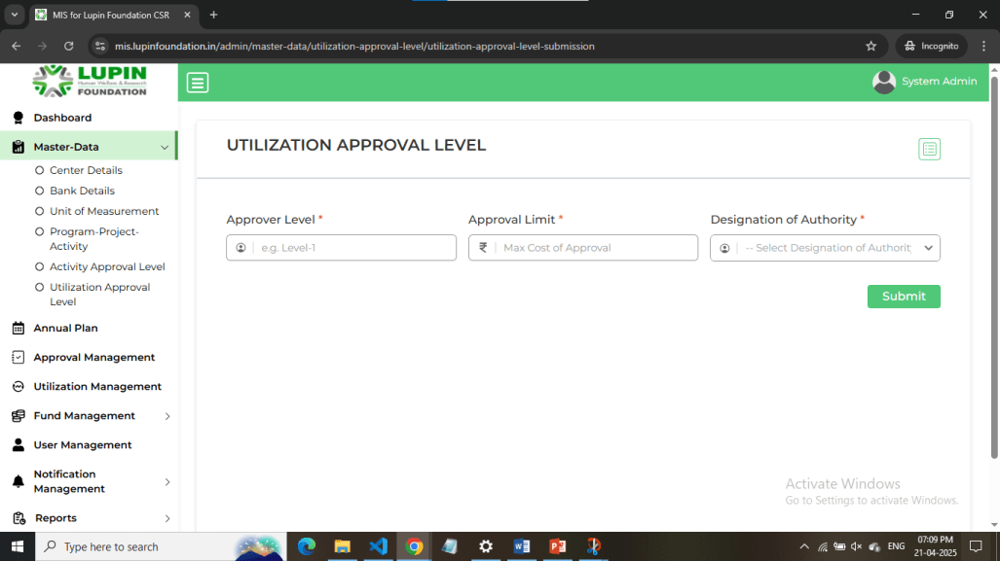 MIS for Lupin Foundation CSR
mis.lupinfoundation.in/admin/master-data/utilization-approval-level/utilization-approval-level-submission
Incognito
LUPIN
Human Welfare & Research
FOUNDATION
System Admin
Dashboard
Master-Data
Center Details
Bank Details
Unit of Measurement
Program-Project-
Activity
Activity Approval Level
Utilization Approval
Level
Annual Plan
Approval Management
Utilization Management
Fund Management
User Management
Notification
Management
Reports
UTILIZATION APPROVAL LEVEL
Approver Level *
Approval Limit *
Designation of Authority *
e.g. Level-1
₹ Max Cost of Approval
-- Select Designation of Authorit
Submit
Activate Windows
Go to Settings to activate Windows.
Type here to search
ENG
07:09 PM
21-04-2025